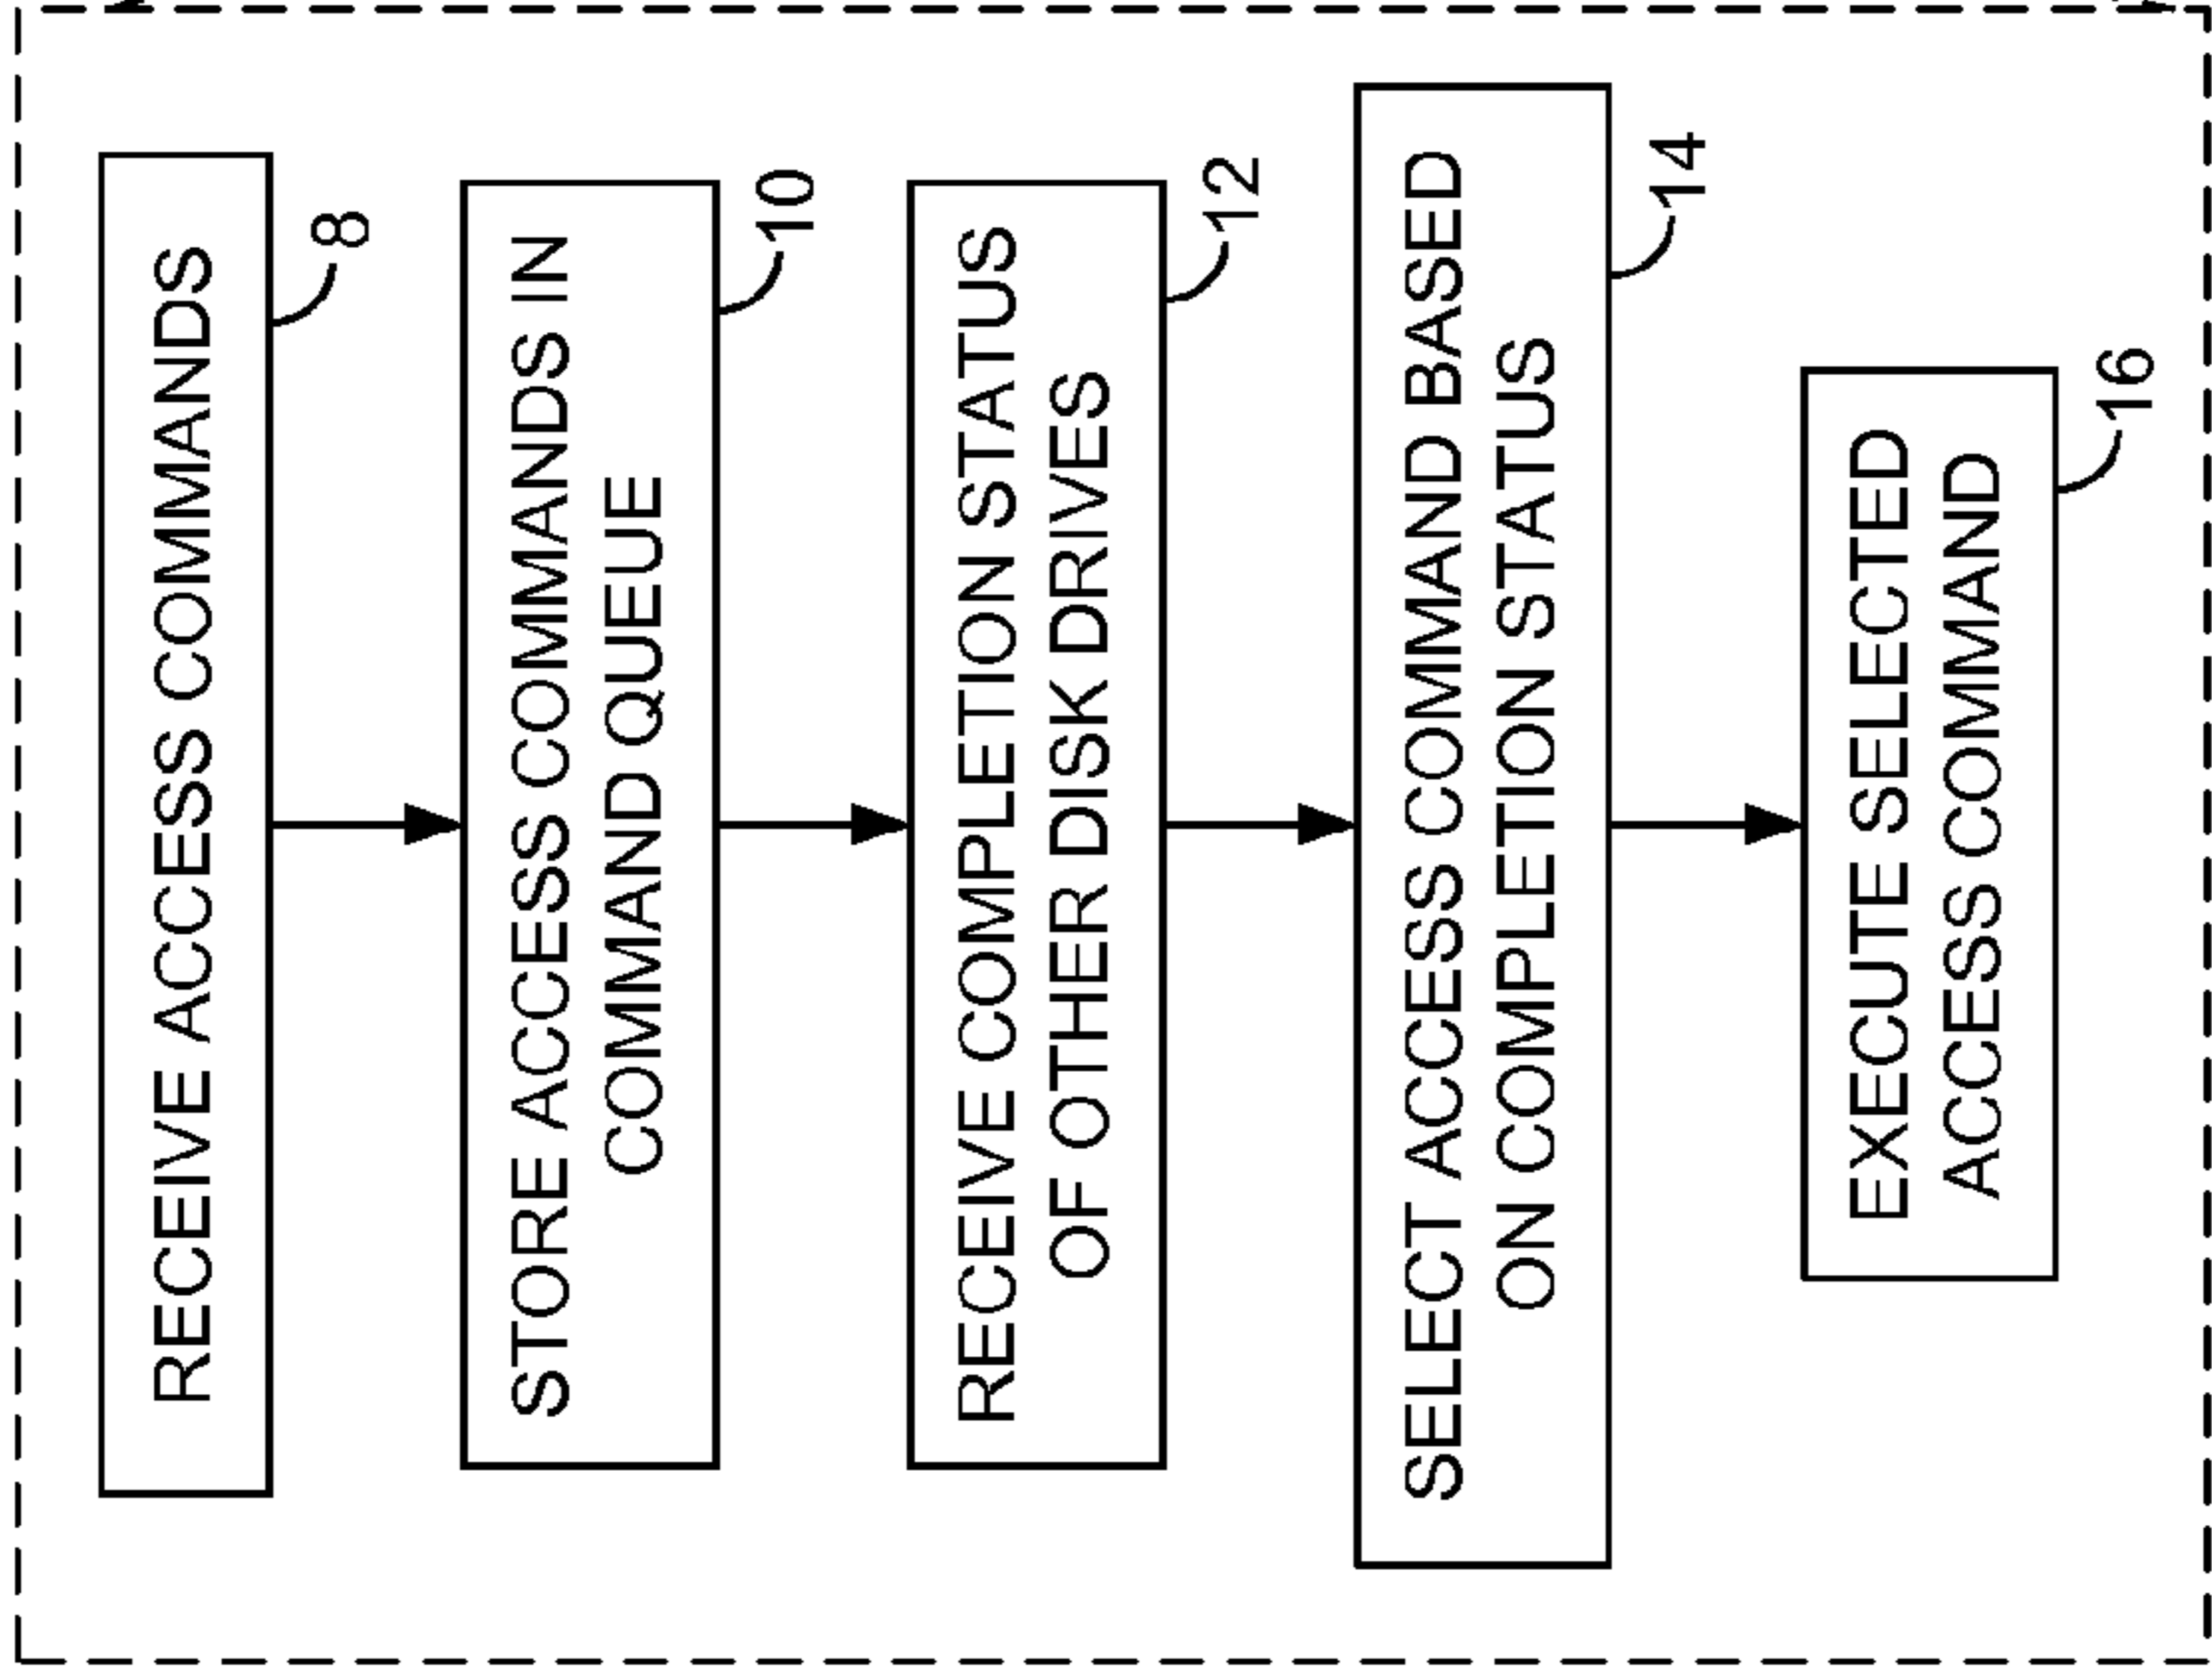 RECEIVE ACCESS COMMANDS
8
STORE ACCESS COMMANDS IN
COMMAND QUEUE
10
RECEIVE COMPLETION STATUS
OF OTHER DISK DRIVES
12
SELECT ACCESS COMMAND BASED
ON COMPLETION STATUS
14
EXECUTE SELECTED
ACCESS COMMAND
16